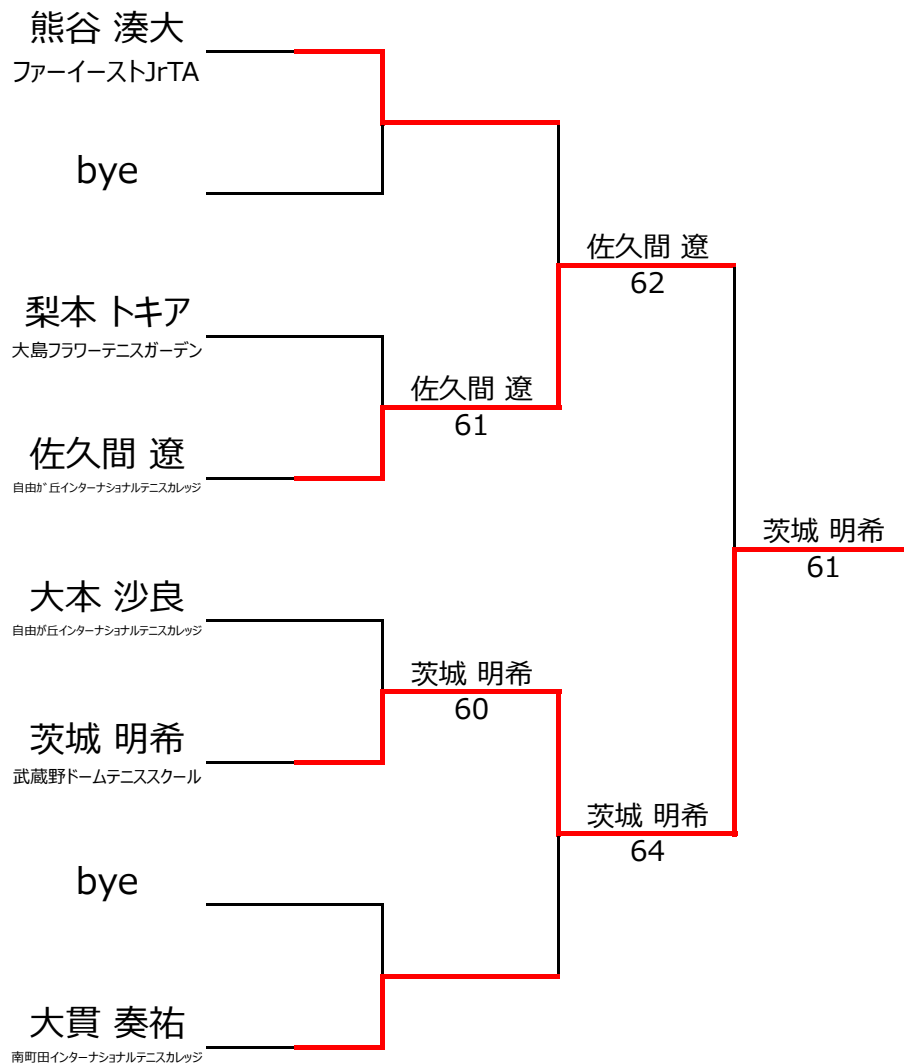 熊谷 湊大
ファーイーストJrTA
bye
佐久間 遼
62
梨本 トキア
大島フラワーテニスガーデン
佐久間 遼
61
佐久間 遼
自由か゛丘インターナショナルテニスカレッジ
茨城 明希
61
大本 沙良
自由が丘インターナショナルテニスカレッジ
茨城 明希
60
茨城 明希
武蔵野ドームテニススクール
茨城 明希
64
bye
大貫 奏祐
南町田インターナショナルテニスカレッジ